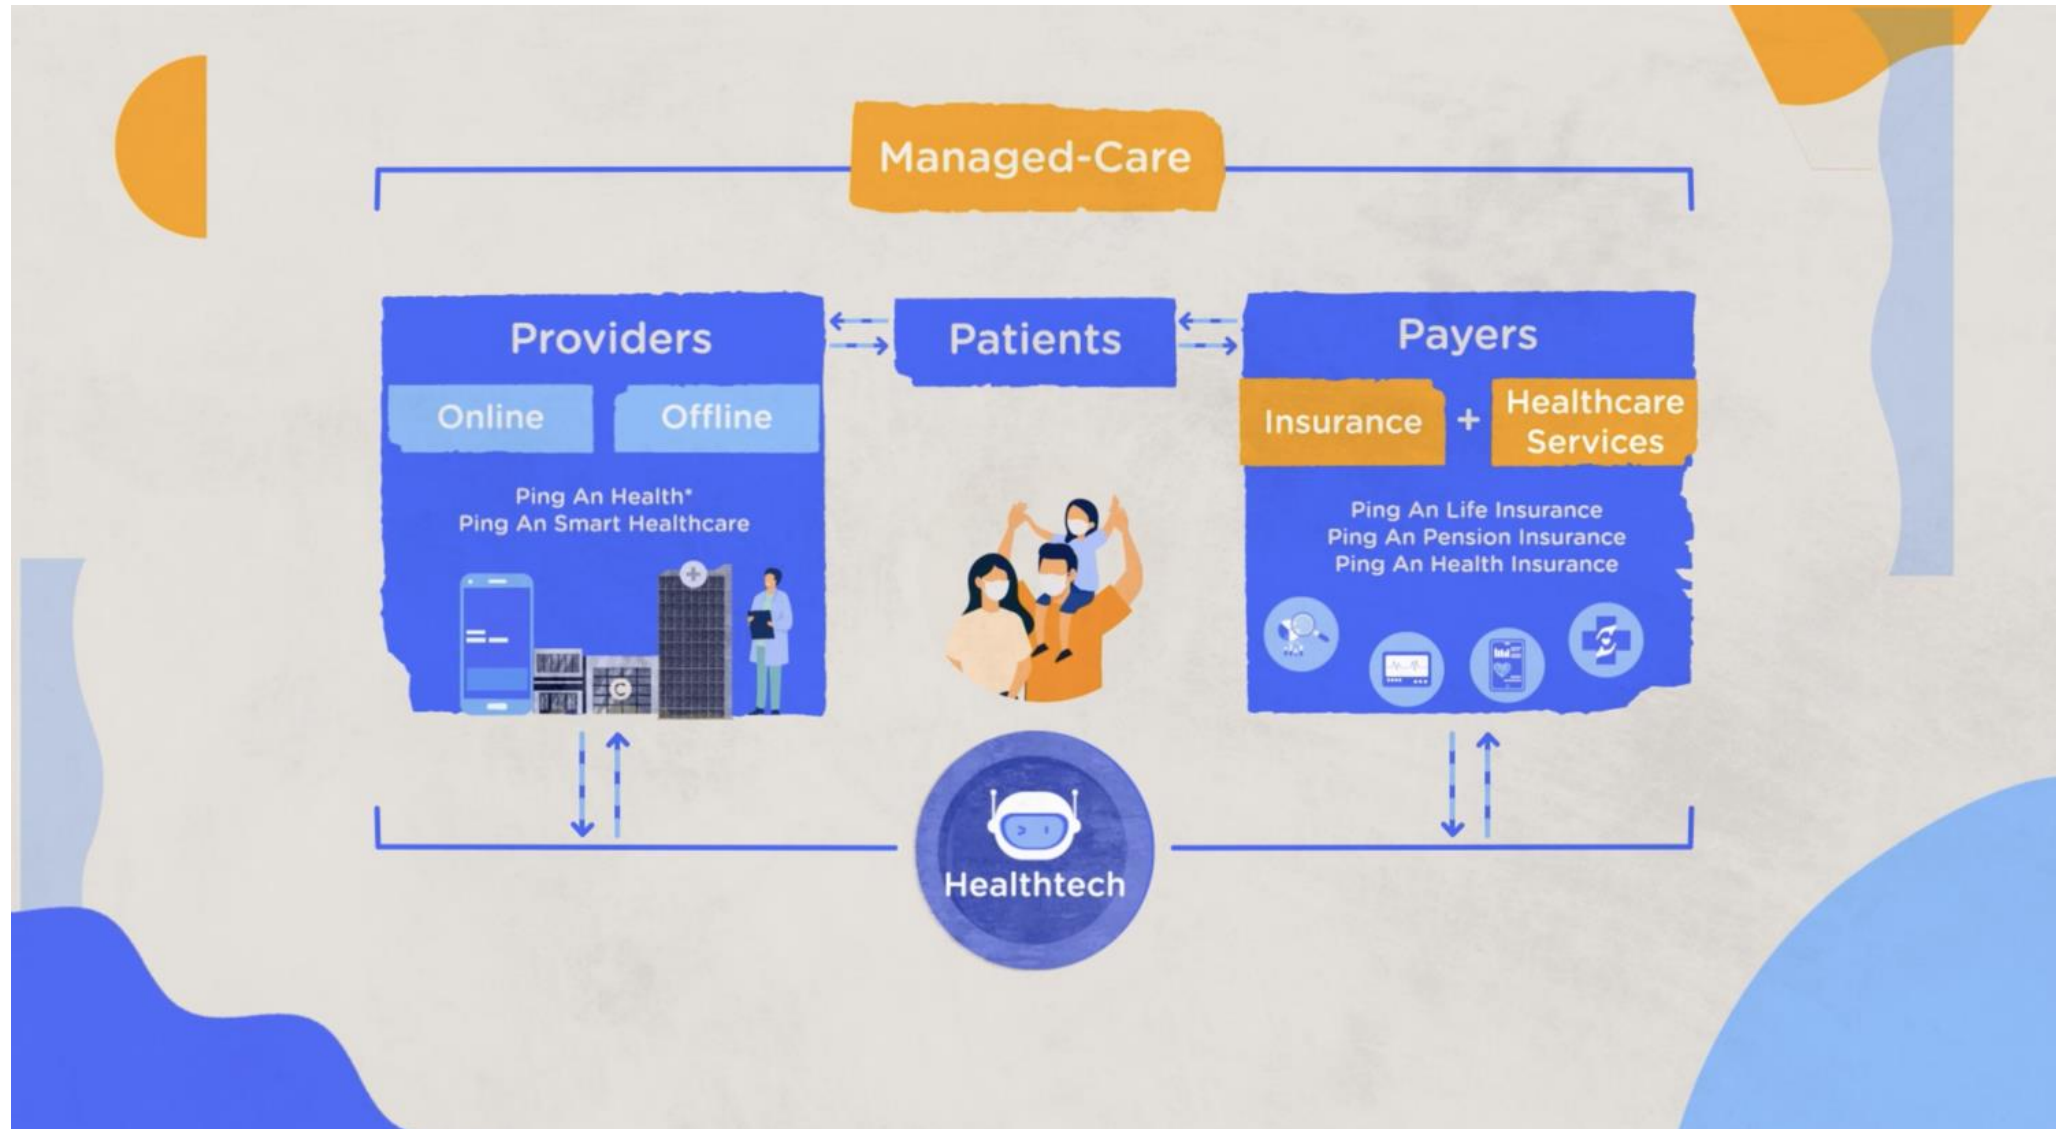 Managed-Care
Providers
Online
Offline
Ping An Health*
Ping An Smart Healthcare
C
Patients
Payers
Insurance
+
Healthcare
Services
Ping An Life Insurance
Ping An Pension Insurance
Ping An Health Insurance
Healthtech